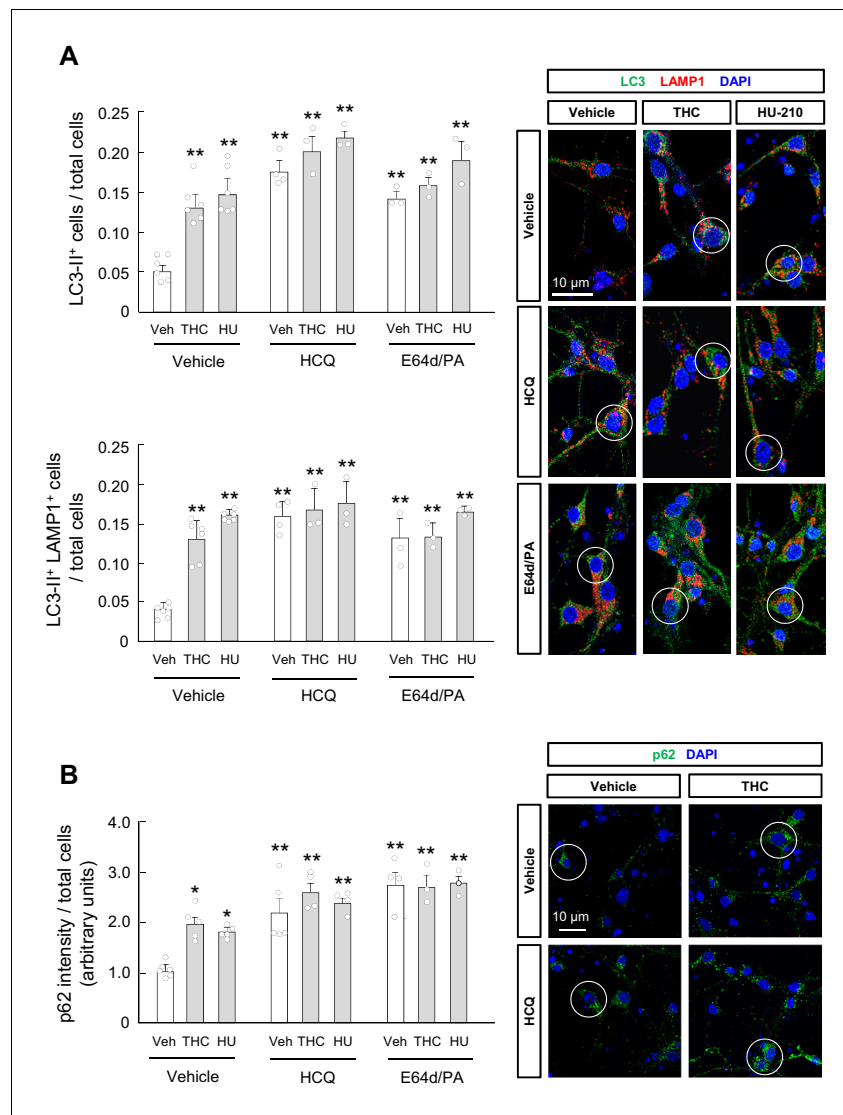 A
LC3-II⁺ cells / total cells
0.25
0.20
0.15
0.10
0.05
0
** ** ** ** ** ** ** **
Veh THC HU Veh THC HU Veh THC HU
Vehicle HCQ E64d/PA
LC3 LAMP1 DAPI
Vehicle THC HU-210
Vehicle
10 µm
HCQ
E64d/PA
LC3-II⁺ LAMP1⁺ cells
/ total cells
0.25
0.20
0.15
0.10
0.05
0
** ** ** ** ** ** ** **
Veh THC HU Veh THC HU Veh THC HU
Vehicle HCQ E64d/PA
B
p62 intensity / total cells
(arbitrary units)
4.0
3.0
2.0
1.0
0
* * ** ** ** ** ** **
Veh THC HU Veh THC HU Veh THC HU
Vehicle HCQ E64d/PA
p62 DAPI
Vehicle THC
Vehicle
10 µm
HCQ